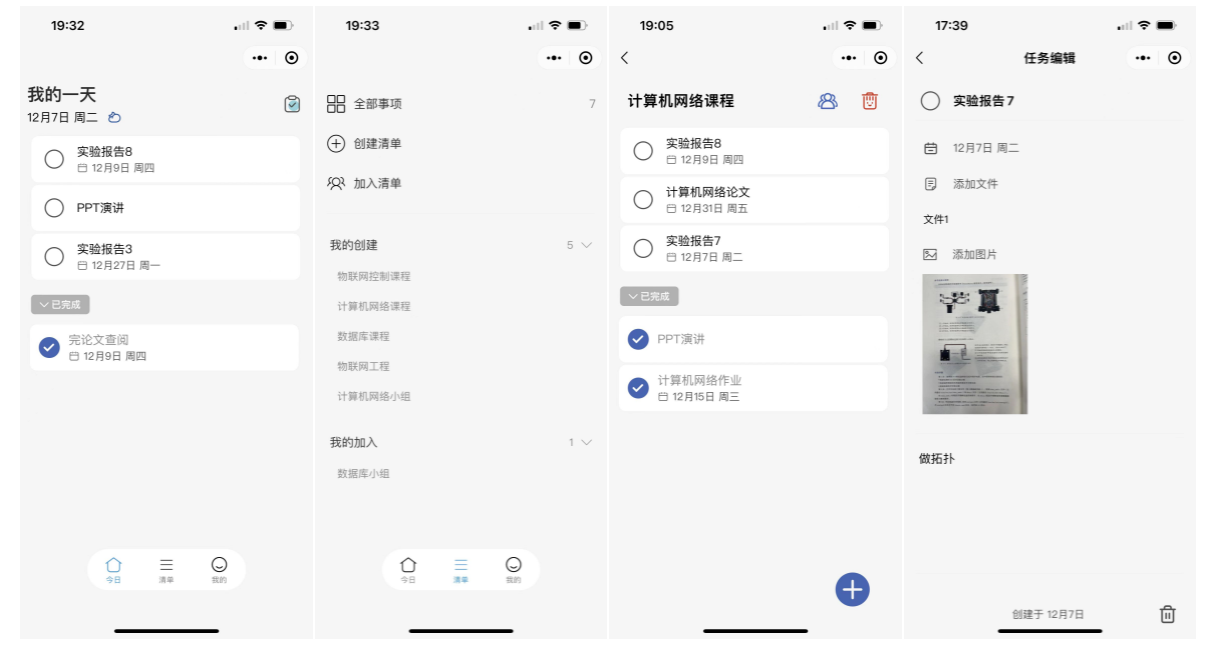 19:32
我的一天
12月7日 周二
实验报告8
12月9日 周四
PPT演讲
实验报告3
12月27日 周一
已完成
完论文查阅
12月9日 周四
今日
清单
我的
19:33
全部事项 7
创建清单
加入清单
我的创建 5
物联网控制课程
计算机网络课程
数据库课程
物联网工程
计算机网络小组
我的加入 1
数据库小组
今日
清单
我的
19:05
计算机网络课程
实验报告8
12月9日 周四
计算机网络论文
12月31日 周五
实验报告7
12月7日 周二
已完成
PPT演讲
计算机网络作业
12月15日 周三
17:39
任务编辑
实验报告7
12月7日 周二
添加文件
文件1
添加图片
做拓扑
创建于 12月7日